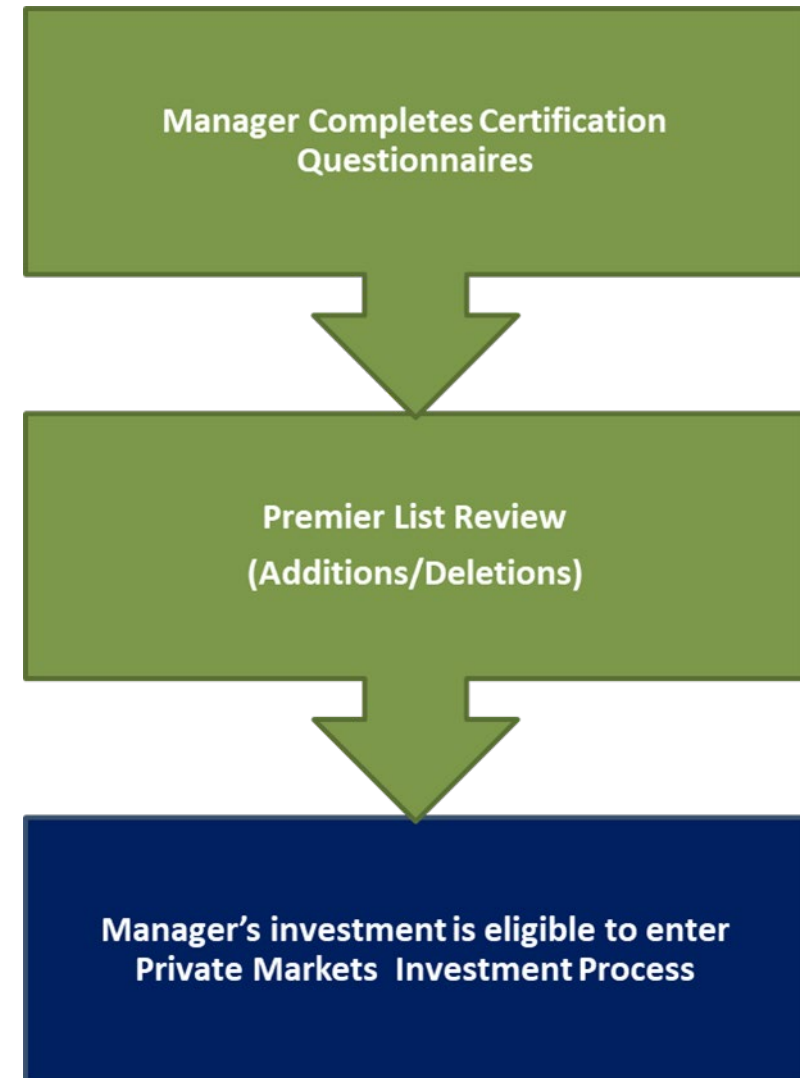 Manager Completes Certification
Questionnaires
Premier List Review
(Additions/Deletions)
Manager’s investment is eligible to enter
Private Markets Investment Process